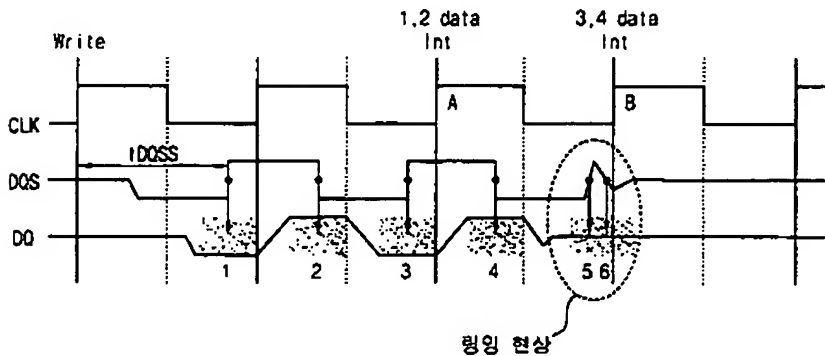 1,2 data
3,4 data
Write
Int
Int
A
B
CLK
tDQSS
DQS
DQ
1
2
3
4
5 6
링잉 현상